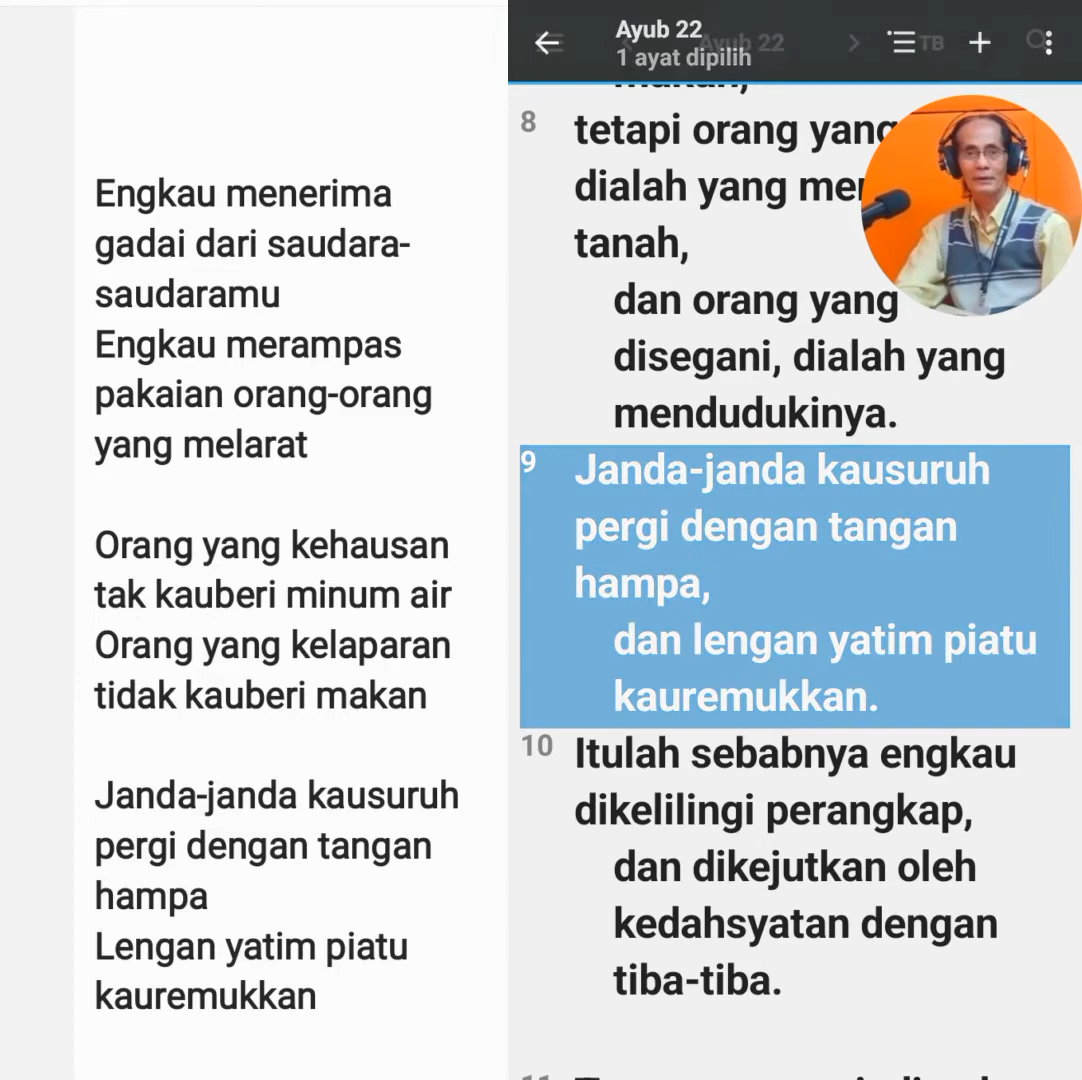 Engkau menerima
gadai dari saudara-
saudaramu
Engkau merampas
pakaian orang-orang
yang melarat
Orang yang kehausan
tak kauberi minum air
Orang yang kelaparan
tidak kauberi makan
Janda-janda kausuruh
pergi dengan tangan
hampa
Lengan yatim piatu
kauremukkan
Ayub 22
Ayub 22
TB
1 ayat dipilih
8 tetapi orang yang
dialah yang
tanah,
dan orang yang
disegani, dialah yang
mendudukinya.
9 Janda-janda kausuruh
pergi dengan tangan
hampa,
dan lengan yatim piatu
kauremukkan.
10 Itulah sebabnya engkau
dikelilingi perangkap,
dan dikejutkan oleh
kedahsyatan dengan
tiba-tiba.